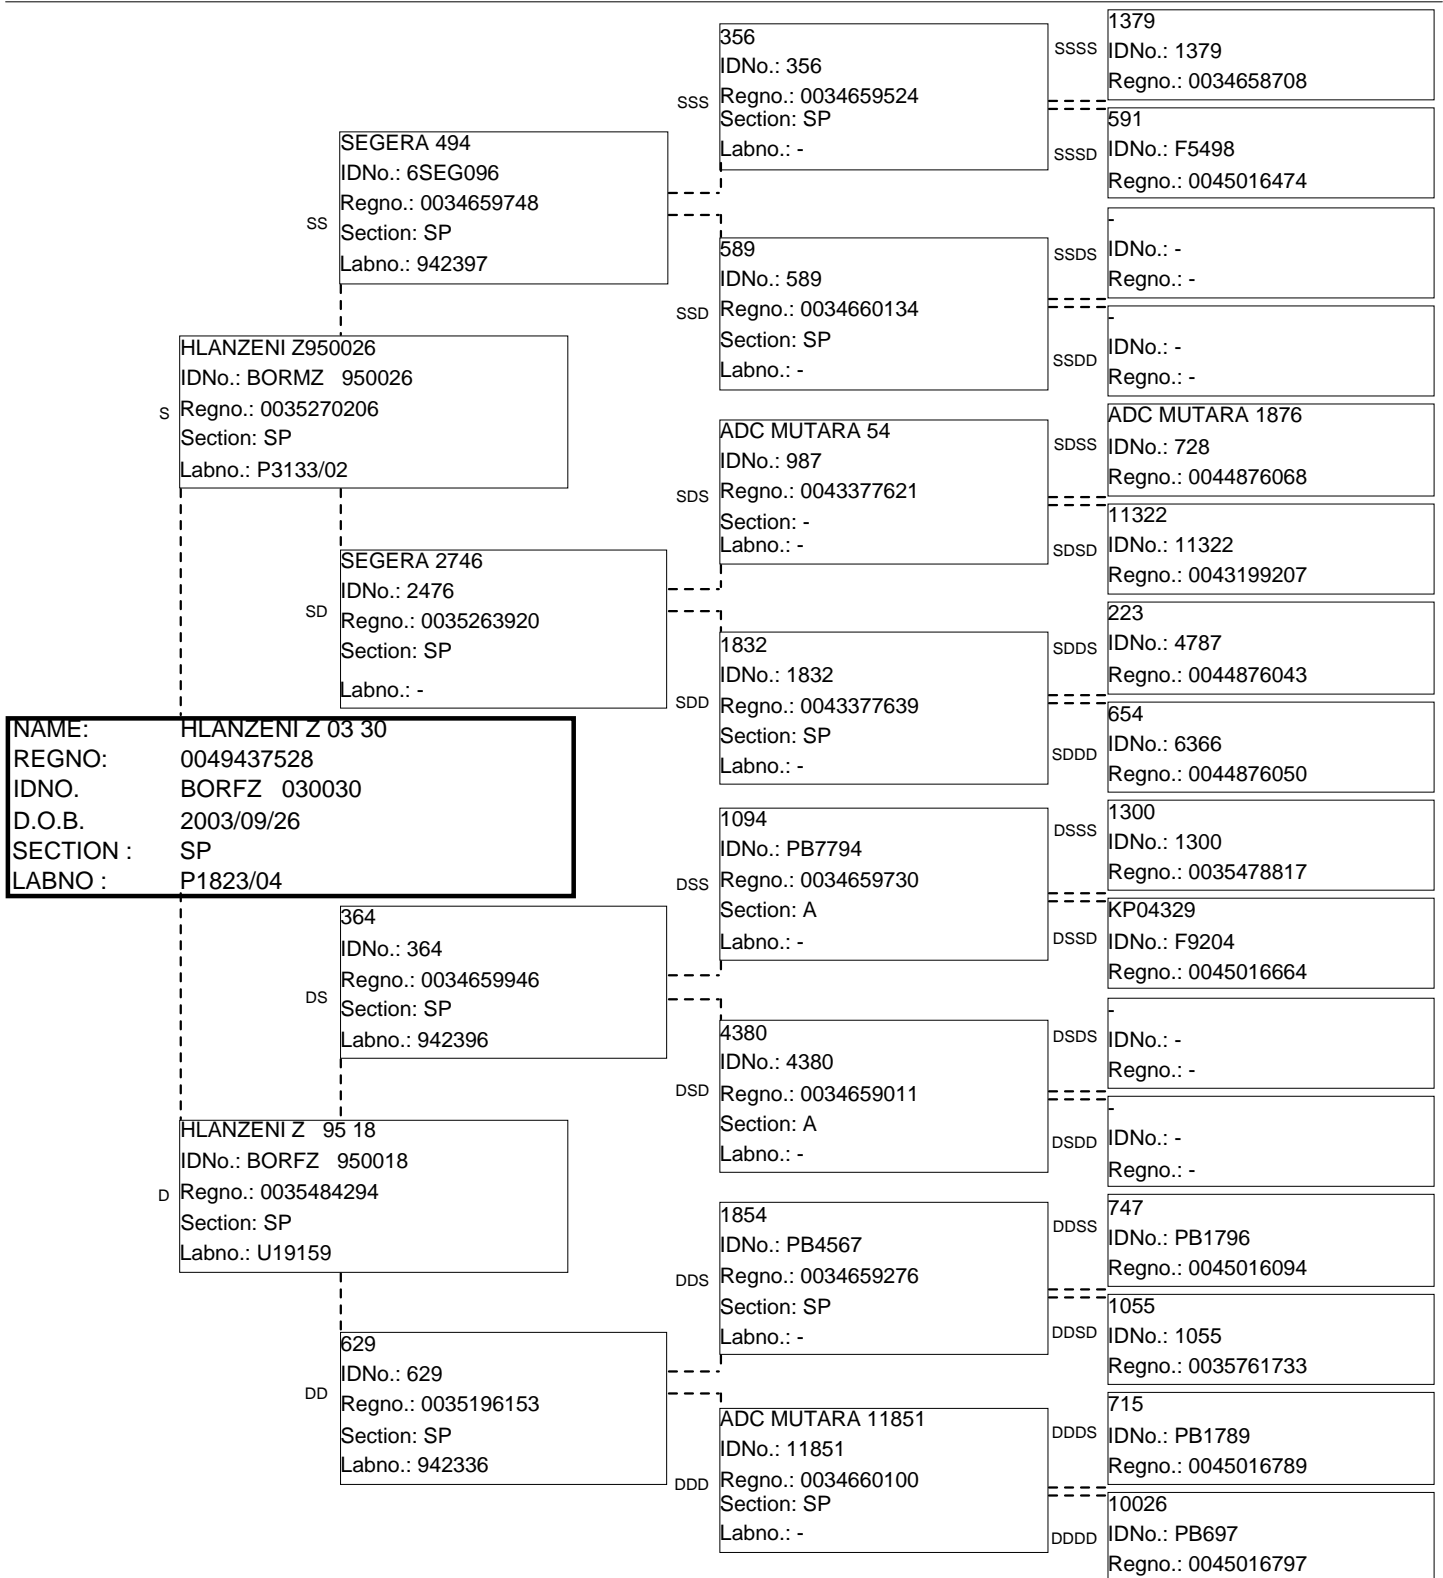 1379
SSSS IDNo.: 1379
Regno.: 0034658708
356
IDNo.: 356
SSS Regno.: 0034659524
Section: SP
Labno.: -
591
SSSD IDNo.: F5498
Regno.: 0045016474
SEGERA 494
IDNo.: 6SEG096
Regno.: 0034659748
SS Section: SP
Labno.: 942397
-
SSDS IDNo.: -
Regno.: -
589
IDNo.: 589
SSD Regno.: 0034660134
Section: SP
Labno.: -
-
IDNo.: -
SSDD Regno.: -
HLANZENI Z950026
IDNo.: BORMZ 950026
S Regno.: 0035270206
Section: SP
Labno.: P3133/02
ADC MUTARA 1876
SDSS IDNo.: 728
Regno.: 0044876068
ADC MUTARA 54
IDNo.: 987
SDS Regno.: 0043377621
Section: -
Labno.: -
11322
SDSD IDNo.: 11322
Regno.: 0043199207
SEGERA 2746
IDNo.: 2476
SD Regno.: 0035263920
Section: SP
Labno.: -
223
SDDS IDNo.: 4787
Regno.: 0044876043
1832
IDNo.: 1832
SDD Regno.: 0043377639
Section: SP
Labno.: -
654
SDDD IDNo.: 6366
Regno.: 0044876050
NAME: HLANZENI Z 03 30
REGNO: 0049437528
IDNO. BORFZ 030030
D.O.B. 2003/09/26
SECTION : SP
LABNO : P1823/04
1300
DSSS IDNo.: 1300
Regno.: 0035478817
1094
IDNo.: PB7794
DSS Regno.: 0034659730
Section: A
Labno.: -
KP04329
DSSD IDNo.: F9204
Regno.: 0045016664
364
IDNo.: 364
Regno.: 0034659946
DS Section: SP
Labno.: 942396
-
DSDS IDNo.: -
Regno.: -
4380
IDNo.: 4380
DSD Regno.: 0034659011
Section: A
Labno.: -
-
DSDD IDNo.: -
Regno.: -
HLANZENI Z 95 18
IDNo.: BORFZ 950018
D Regno.: 0035484294
Section: SP
Labno.: U19159
747
DDSS IDNo.: PB1796
Regno.: 0045016094
1854
IDNo.: PB4567
DDS Regno.: 0034659276
Section: SP
Labno.: -
1055
DDSD IDNo.: 1055
Regno.: 0035761733
629
IDNo.: 629
DD Regno.: 0035196153
Section: SP
Labno.: 942336
715
DDDS IDNo.: PB1789
Regno.: 0045016789
ADC MUTARA 11851
IDNo.: 11851
DDD Regno.: 0034660100
Section: SP
Labno.: -
10026
DDDD IDNo.: PB697
Regno.: 0045016797